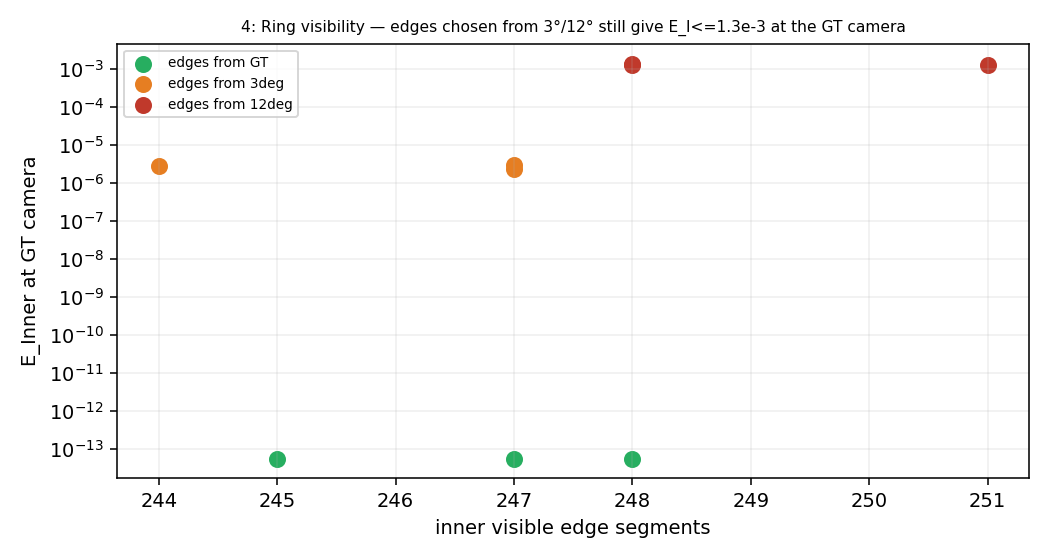 4: Ring visibility — edges chosen from 3°/12° still give E_I<=1.3e-3 at the GT camera
edges from GT
edges from 3deg
edges from 12deg
E_Inner at GT camera
10⁻³
10⁻⁴
10⁻⁵
10⁻⁶
10⁻⁷
10⁻⁸
10⁻⁹
10⁻¹⁰
10⁻¹¹
10⁻¹²
10⁻¹³
244 245 246 247 248 249 250 251
inner visible edge segments